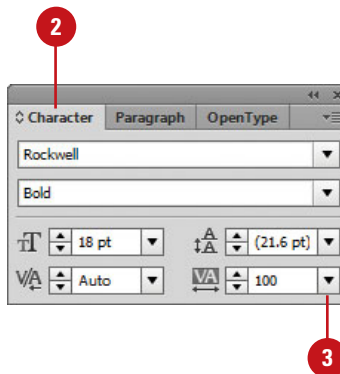 2
Character Paragraph OpenType
Rockwell
Bold
18 pt (21.6 pt)
Auto 100
3